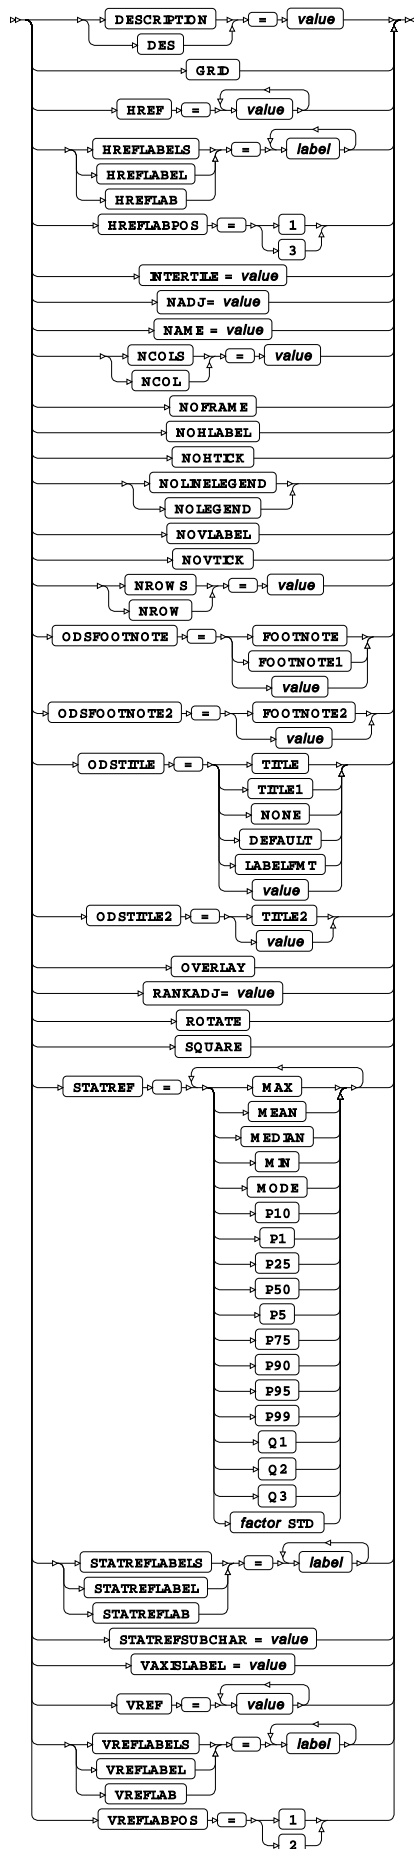 DESCRIPTION = value
DES
GRID
HREF = value
HREFLABELS = label
HREFLABEL
HREFLAB
HREFLABPOS = 1
3
INTERTILE = value
NADJ= value
NAME = value
NCOLS = value
NCOL
NOFRAME
NOHLABEL
NOHTICK
NOLINELEGEND
NOLEGEND
NOVLABEL
NOVTICK
NROWS = value
NROW
ODSFOOTNOTE = FOOTNOTE
FOOTNOTE1
value
ODSFOOTNOTE2 = FOOTNOTE2
value
ODSTITLE = TITLE
TITLE1
NONE
DEFAULT
LABELFMT
value
ODSTITLE2 = TITLE2
value
OVERLAY
RANKADJ= value
ROTATE
SQUARE
STATREF = MAX
MEAN
MEDIAN
MIN
MODE
P10
P1
P25
P50
P5
P75
P90
P95
P99
Q1
Q2
Q3
factor STD
STATREFLABELS = label
STATREFLABEL
STATREFLAB
STATREFSUBCHAR = value
VAXISLABEL = value
VREF = value
VREFLABELS = label
VREFLABEL
VREFLAB
VREFLABPOS = 1
2